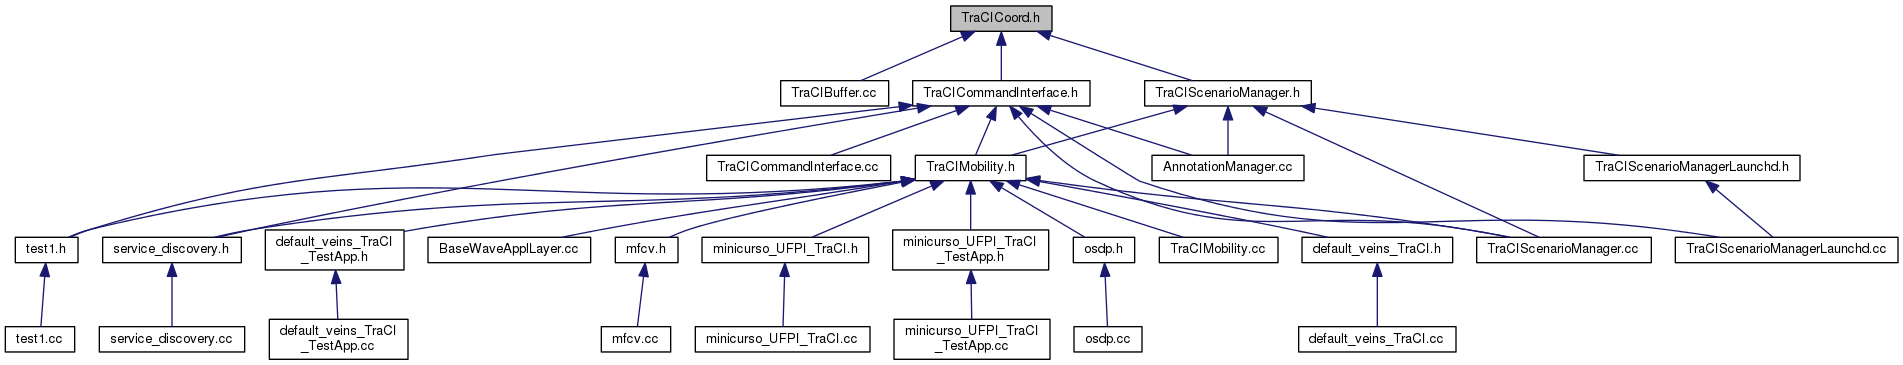 TraCICoord.h
TraCIBuffer.cc
TraCICommandInterface.h
TraCIScenarioManager.h
TraCICommandInterface.cc
TraCIMobility.h
AnnotationManager.cc
TraCIScenarioManagerLaunchd.h
test1.h
service_discovery.h
default_veins_TraCI
_TestApp.h
BaseWaveApplLayer.cc
mfcv.h
minicurso_UFPI_TraCI.h
minicurso_UFPI_TraCI
_TestApp.h
osdp.h
TraCIMobility.cc
default_veins_TraCI.h
TraCIScenarioManager.cc
TraCIScenarioManagerLaunchd.cc
test1.cc
service_discovery.cc
default_veins_TraCI
_TestApp.cc
mfcv.cc
minicurso_UFPI_TraCI.cc
minicurso_UFPI_TraCI
_TestApp.cc
osdp.cc
default_veins_TraCI.cc